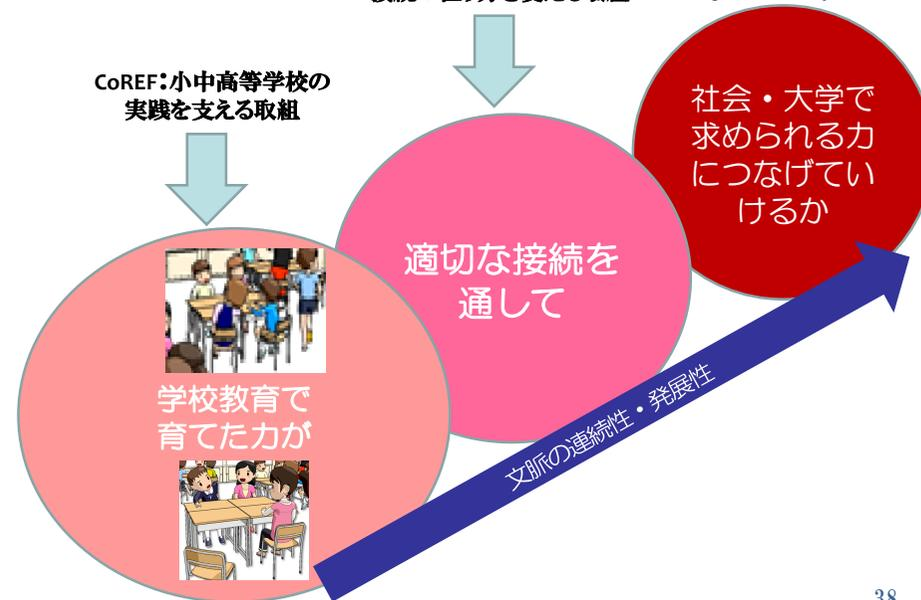 CoREF:小中高等学校の
実践を支える取組
社会・大学で
求められる力
につなげてい
けるか
適切な接続を
通して
学校教育で
育てた力が
文脈の連続性・発展性
38